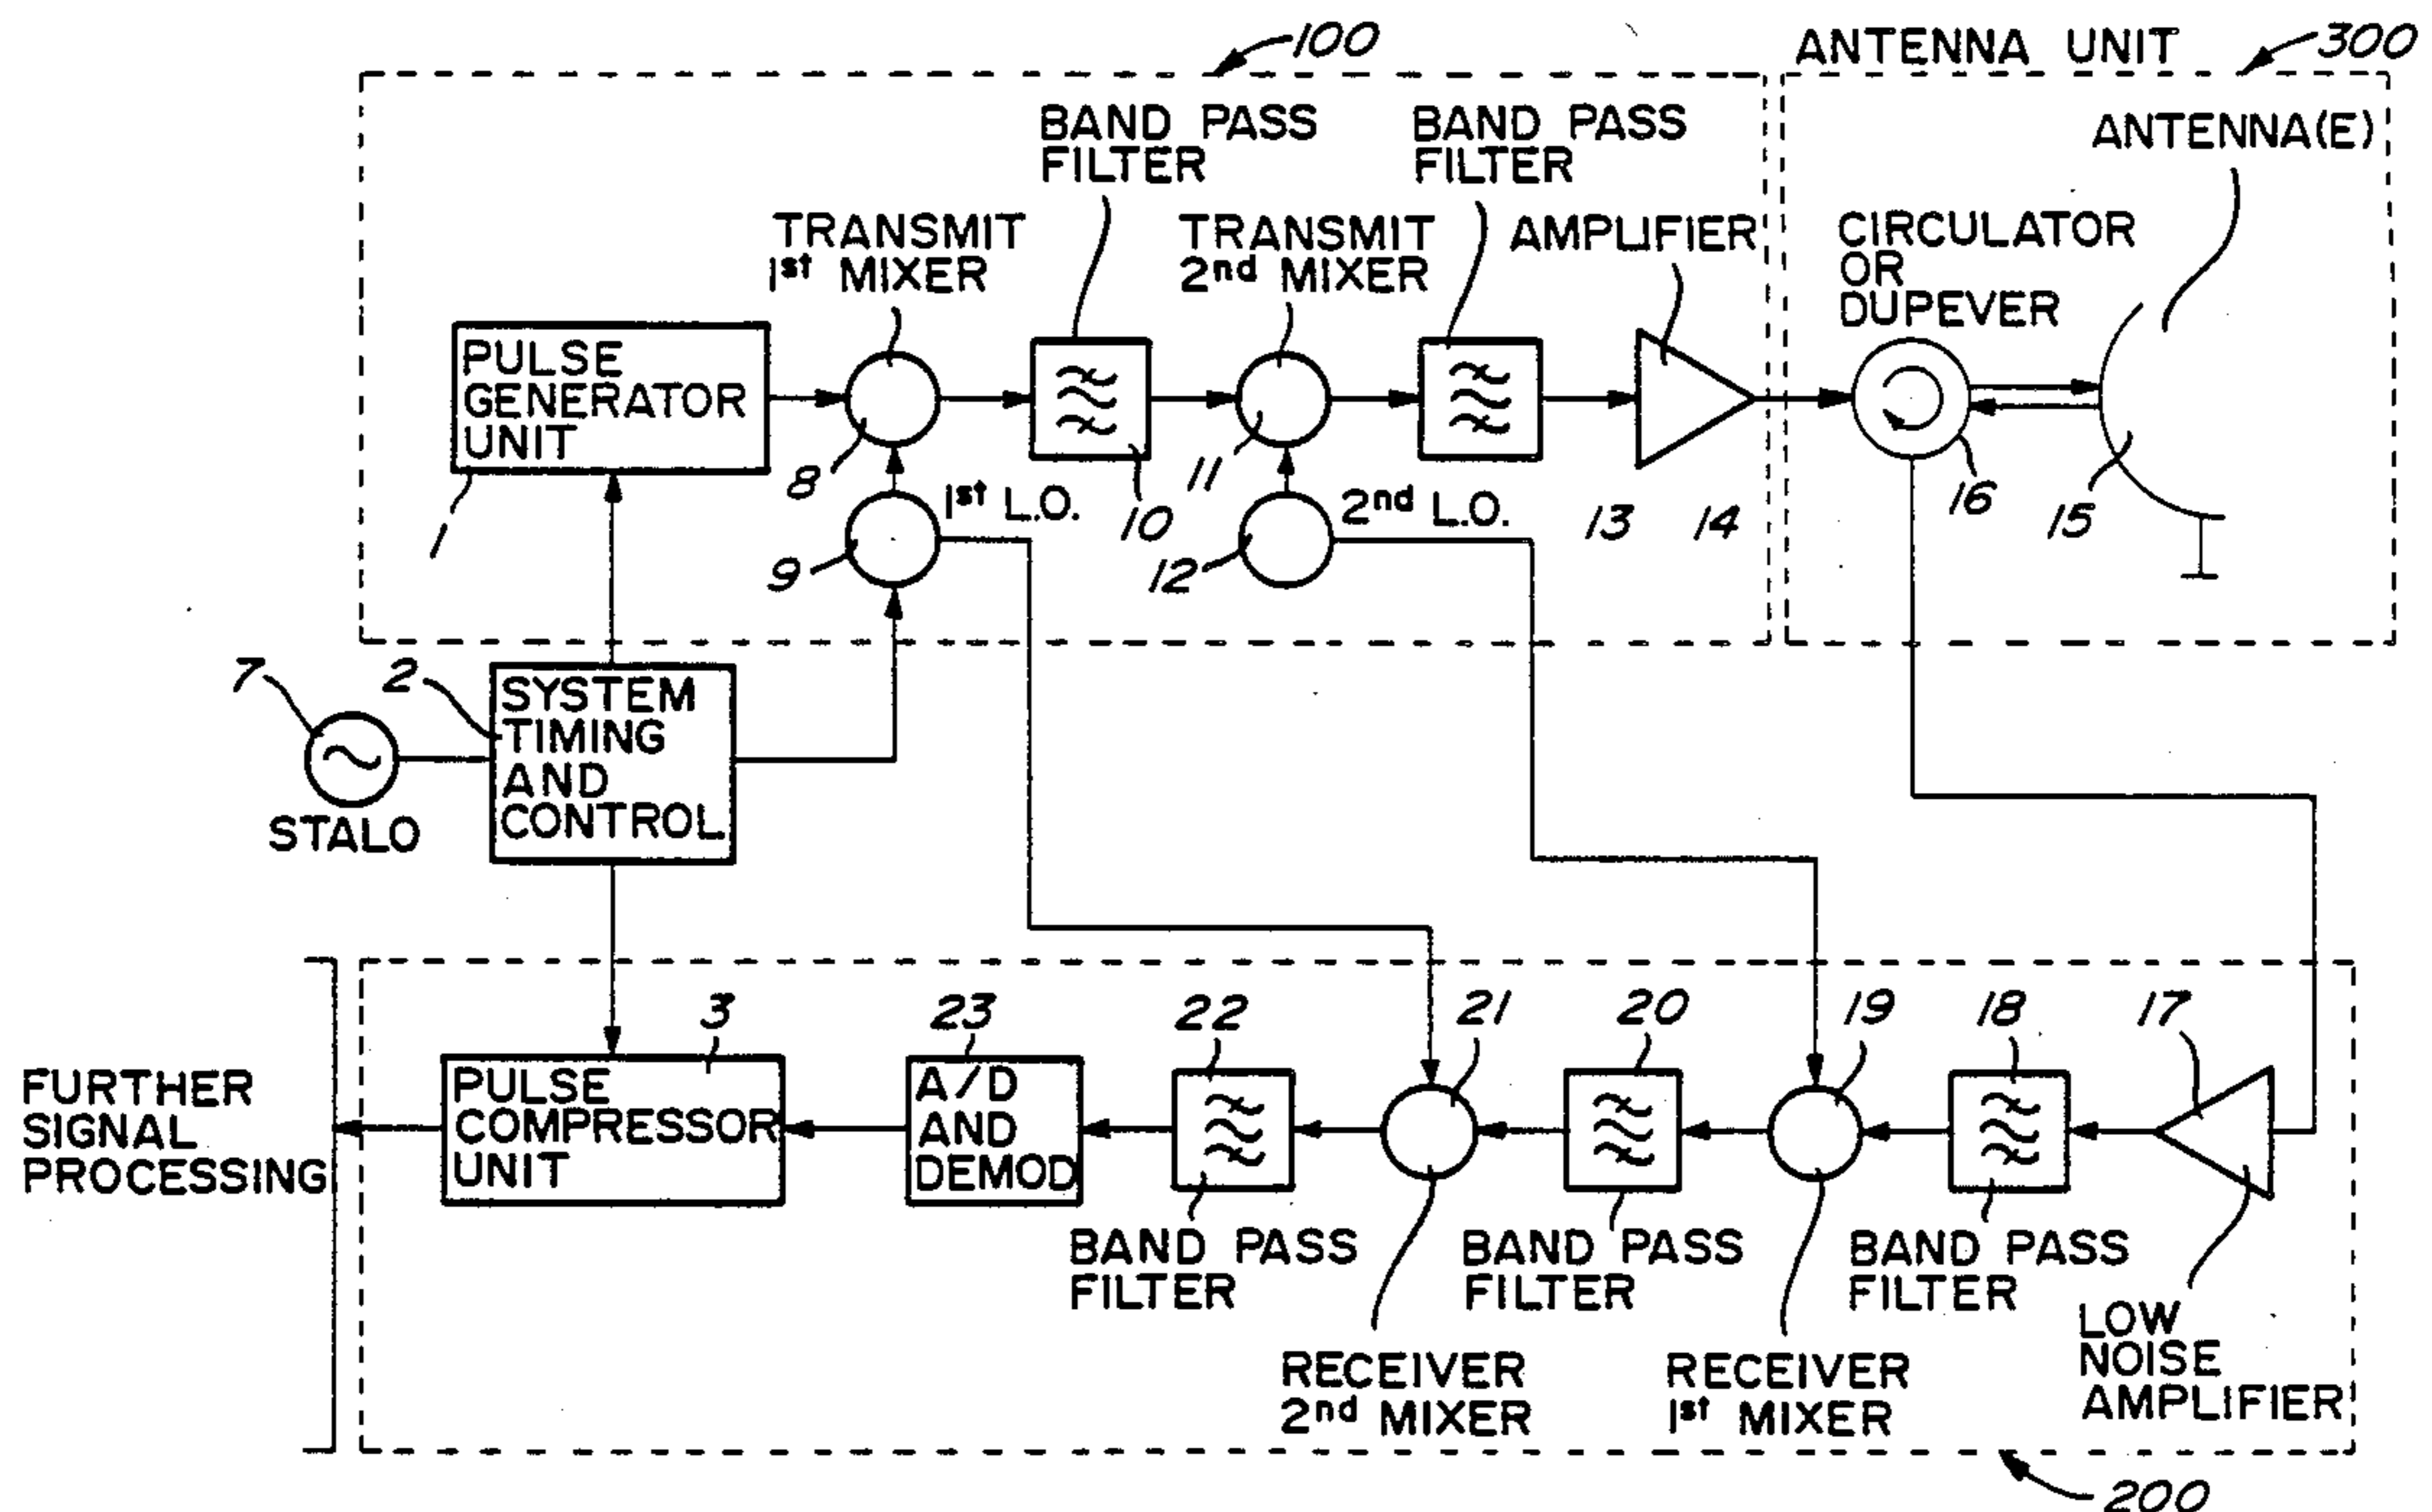 100
ANTENNA UNIT
300
BAND PASS
FILTER
BAND PASS
FILTER
ANTENNA(E)
TRANSMIT
1st MIXER
TRANSMIT
2nd MIXER
AMPLIFIER
CIRCULATOR
OR
DUPEVER
PULSE
GENERATOR
UNIT
1
8
1st L.O.
9
10
11
2nd L.O.
12
13
14
16
15
7
STALO
2
SYSTEM
TIMING
AND
CONTROL
FURTHER
SIGNAL
PROCESSING
3
PULSE
COMPRESSOR
UNIT
23
A/D
AND
DEMOD
22
BAND PASS
FILTER
21
RECEIVER
2nd MIXER
20
BAND PASS
FILTER
19
RECEIVER
1st MIXER
18
BAND PASS
FILTER
17
LOW
NOISE
AMPLIFIER
200